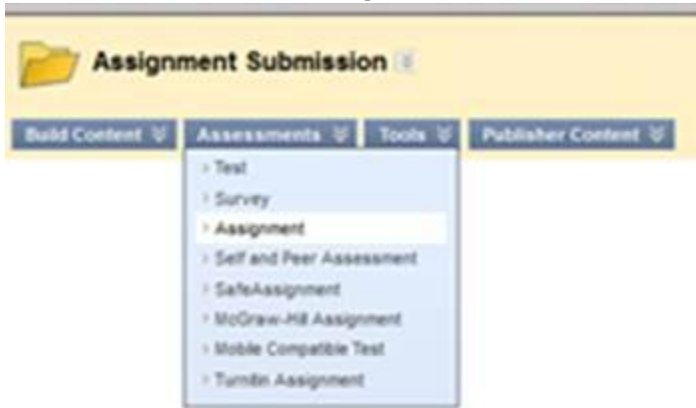 Assignment Submission
Build Content Assessments Tools Publisher Content
Test
Survey
Assignment
Self and Peer Assessment
SafeAssignment
McGraw-Hill Assignment
Mobile Compatible Test
Turnitin Assignment